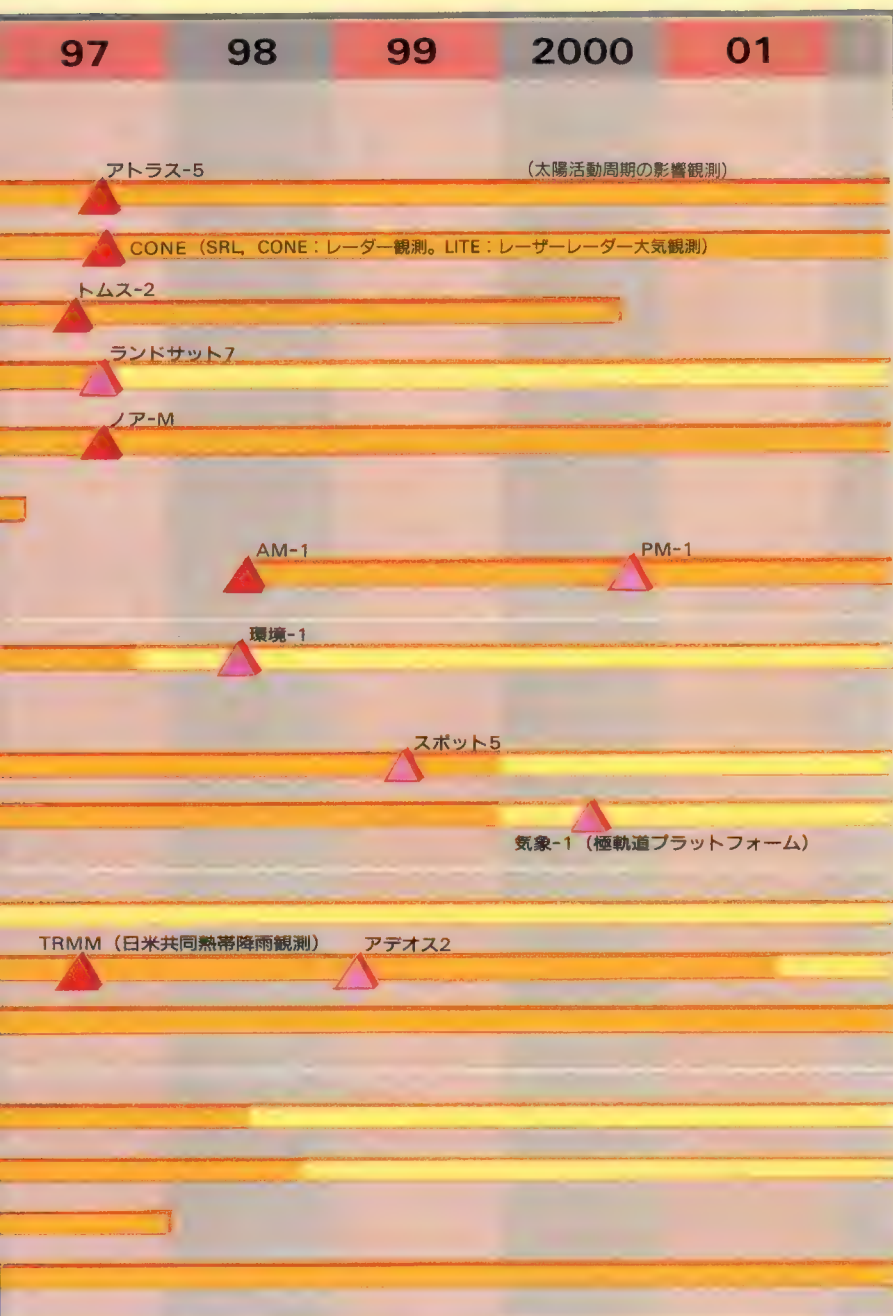 97 98 99 2000 01
アトラス-5 (太陽活動周期の影響観測)
CONE (SRL, CONE:レーダー観測。LITE:レーザーレーダー大気観測)
トムス-2
ランドサット7
ノア-M
AM-1 PM-1
環境-1
スポット5
気象-1 (極軌道プラットフォーム)
TRMM (日米共同熱帯降雨観測) アデオス2